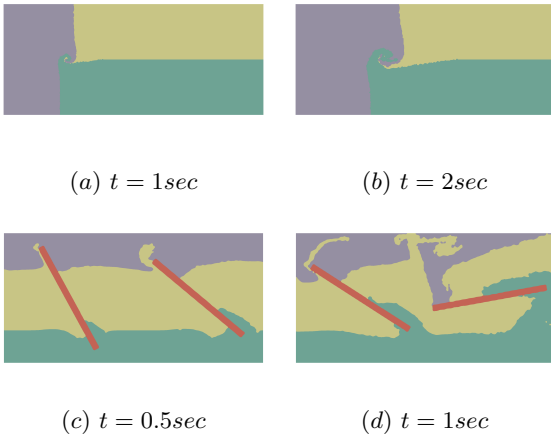 (a) t = 1sec
(b) t = 2sec
(c) t = 0.5sec
(d) t = 1sec